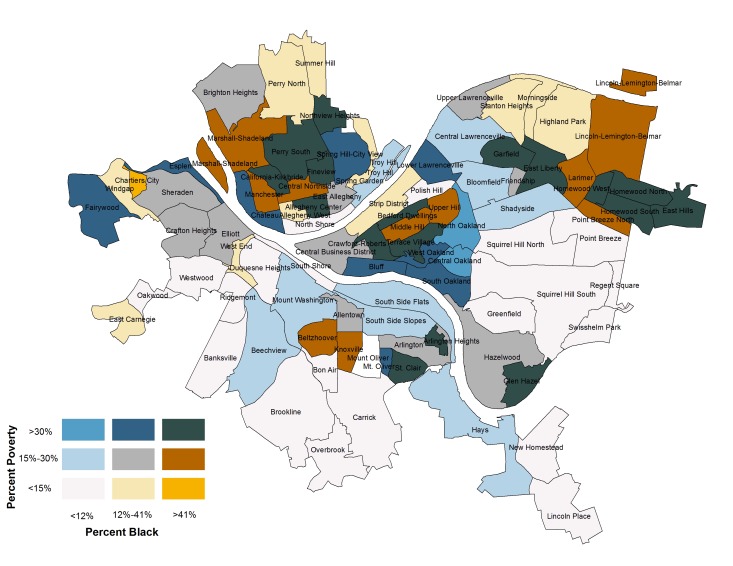 Summer Hill
Perry North
Brighton Heights
Lincoln-Lemington-Belmar
Upper Lawrenceville
Morningside
Stanton Heights
Northview Heights
Highland Park
Marshall-Shadeland
Central Lawrenceville
Lincoln-Lemington-Belmar
Perry South
Spring Hill-City View
Garfield
Marshall-Shadeland
Troy Hill
Lower Lawrenceville
East Liberty
Esplen
Fineview
Troy Hill
California-Kirkbride
Spring Garden
Bloomfield
Friendship
Larimer
Chartiers City
Windgap
Central Northside
Polish Hill
Homewood West
Homewood North
Sheraden
Manchester
East Allegheny
Strip District
Fairywood
Allegheny Center
Upper Hill
Shadyside
Homewood South
East Hills
Chateau
Allegheny West
Bedford Dwellings
Point Breeze North
North Shore
Middle Hill
North Oakland
Crafton Heights
Elliott
Crawford-Roberts
Terrace Village
Point Breeze
West End
Central Business District
West Oakland
Squirrel Hill North
Central Oakland
Duquesne Heights
South Shore
Bluff
Westwood
South Oakland
Regent Square
Oakwood
Ridgemont
Mount Washington
South Side Flats
Squirrel Hill South
East Carnegie
Allentown
South Side Slopes
Greenfield
Swisshelm Park
Beltzhoover
Arlington
Arlington Heights
Banksville
Beechview
Knoxville
Mount Oliver
Hazelwood
Bon Air
Mt. Oliver
St. Clair
Glen Hazel
Brookline
Carrick
Hays
New Homestead
Overbrook
Lincoln Place
Percent Poverty
>30%
15%-30%
<15%
<12%
12%-41%
>41%
Percent Black